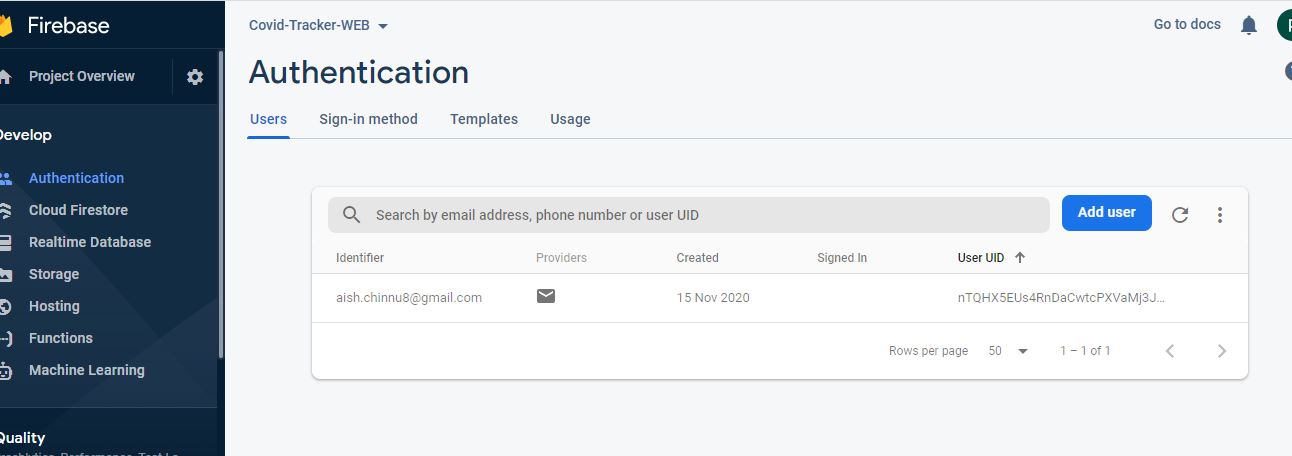 Firebase
Project Overview
Develop
Authentication
Cloud Firestore
Realtime Database
Storage
Hosting
Functions
Machine Learning
Quality
Covid-Tracker-WEB
Go to docs
Authentication
Users Sign-in method Templates Usage
Search by email address, phone number or user UID
Add user
Identifier Providers Created Signed In User UID
aish.chinnu8@gmail.com 15 Nov 2020 nTQHX5EUs4RnDaCwtcPXVaMj3J...
Rows per page 50 1 – 1 of 1